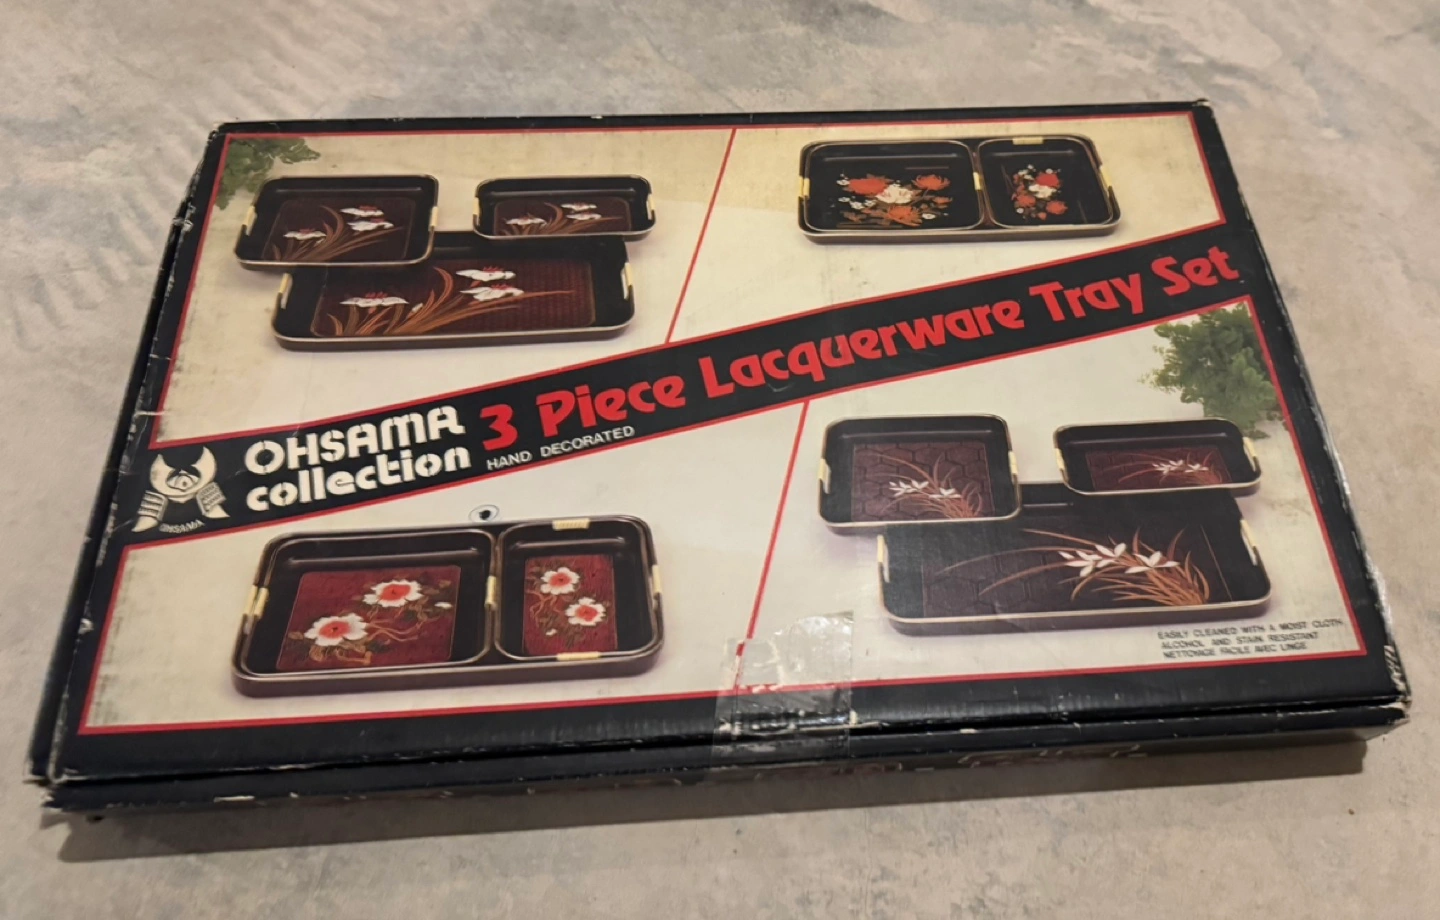 OHSAMA
collection
3 Piece Lacquerware Tray Set
HAND DECORATED
OHSAMA
EASILY CLEANED WITH A MOIST CLOTH
ALCOHOL AND STAIN RESISTANT
NETTOYAGE FACILE AVEC LINGE